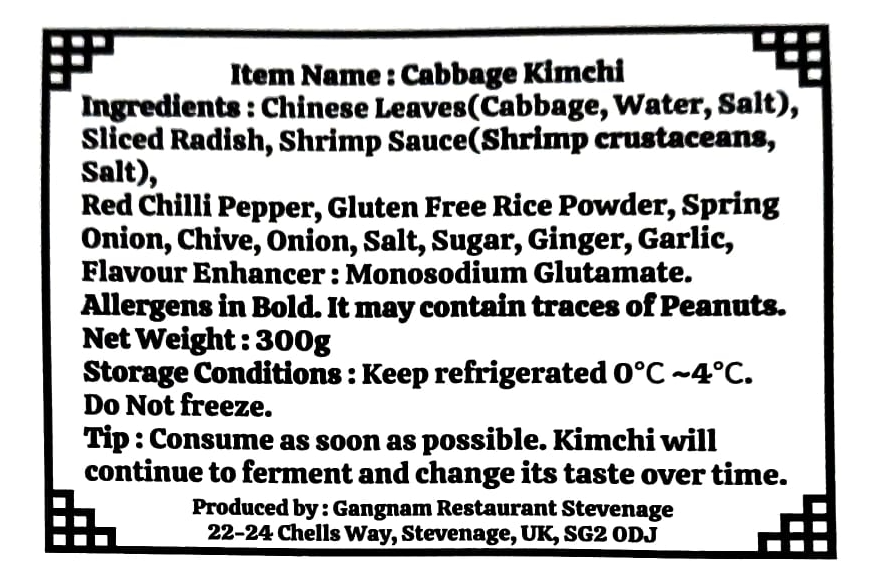 Item Name : Cabbage Kimchi
Ingredients : Chinese Leaves(Cabbage, Water, Salt),
Sliced Radish, Shrimp Sauce(Shrimp crustaceans,
Salt),
Red Chilli Pepper, Gluten Free Rice Powder, Spring
Onion, Chive, Onion, Salt, Sugar, Ginger, Garlic,
Flavour Enhancer : Monosodium Glutamate.
Allergens in Bold. It may contain traces of Peanuts.
Net Weight : 300g
Storage Conditions : Keep refrigerated 0°C ~4°C.
Do Not freeze.
Tip : Consume as soon as possible. Kimchi will
continue to ferment and change its taste over time.
Produced by : Gangnam Restaurant Stevenage
22-24 Chells Way, Stevenage, UK, SG2 0DJ